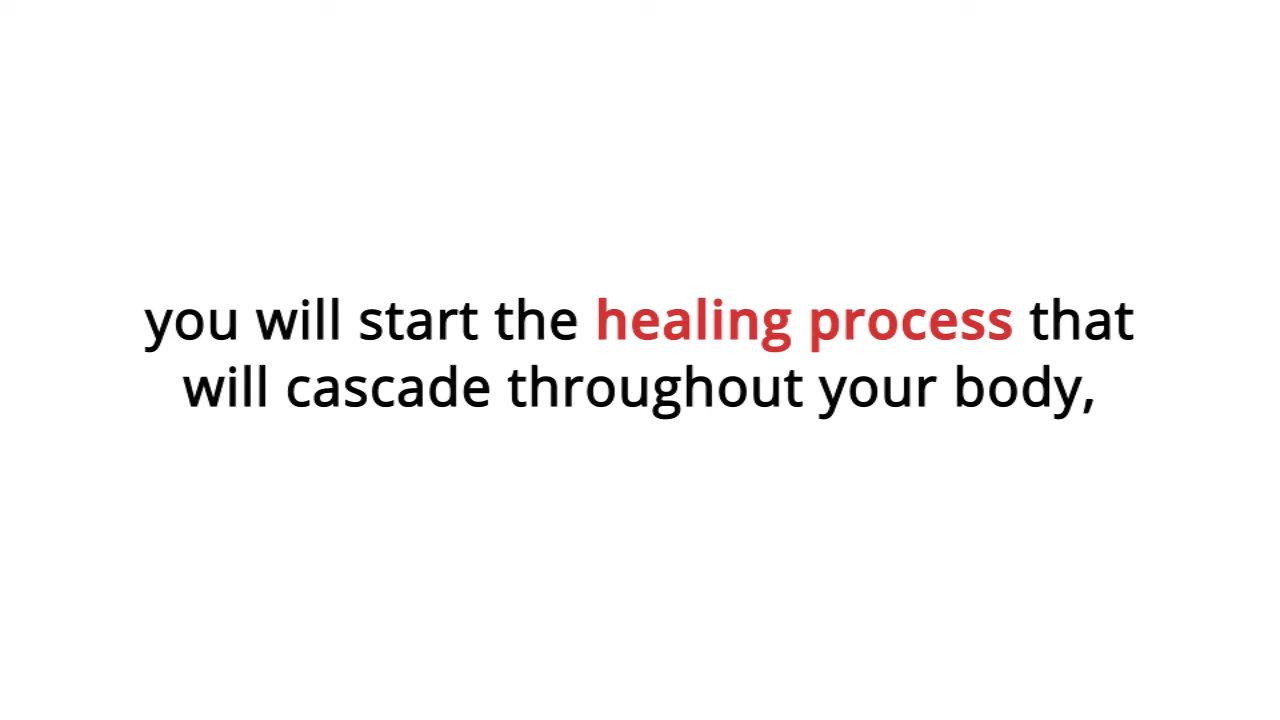 you will start the healing process that
will cascade throughout your body,